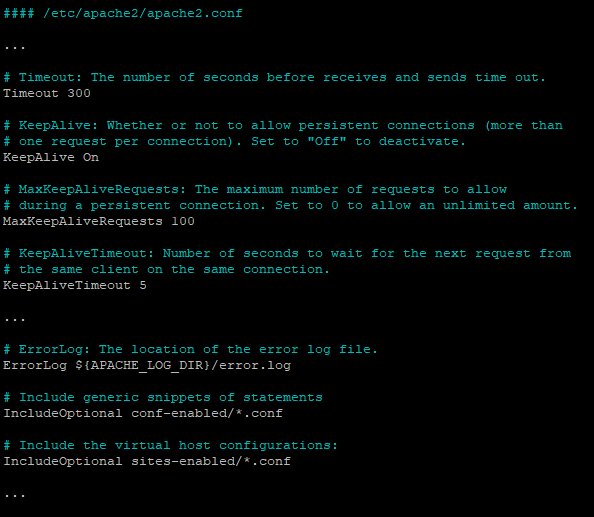 #### /etc/apache2/apache2.conf
...
# Timeout: The number of seconds before receives and sends time out.
Timeout 300
# KeepAlive: Whether or not to allow persistent connections (more than
# one request per connection). Set to "Off" to deactivate.
KeepAlive On
# MaxKeepAliveRequests: The maximum number of requests to allow
# during a persistent connection. Set to 0 to allow an unlimited amount.
MaxKeepAliveRequests 100
# KeepAliveTimeout: Number of seconds to wait for the next request from
# the same client on the same connection.
KeepAliveTimeout 5
...
# ErrorLog: The location of the error log file.
ErrorLog ${APACHE_LOG_DIR}/error.log
# Include generic snippets of statements
IncludeOptional conf-enabled/*.conf
# Include the virtual host configurations:
IncludeOptional sites-enabled/*.conf
...